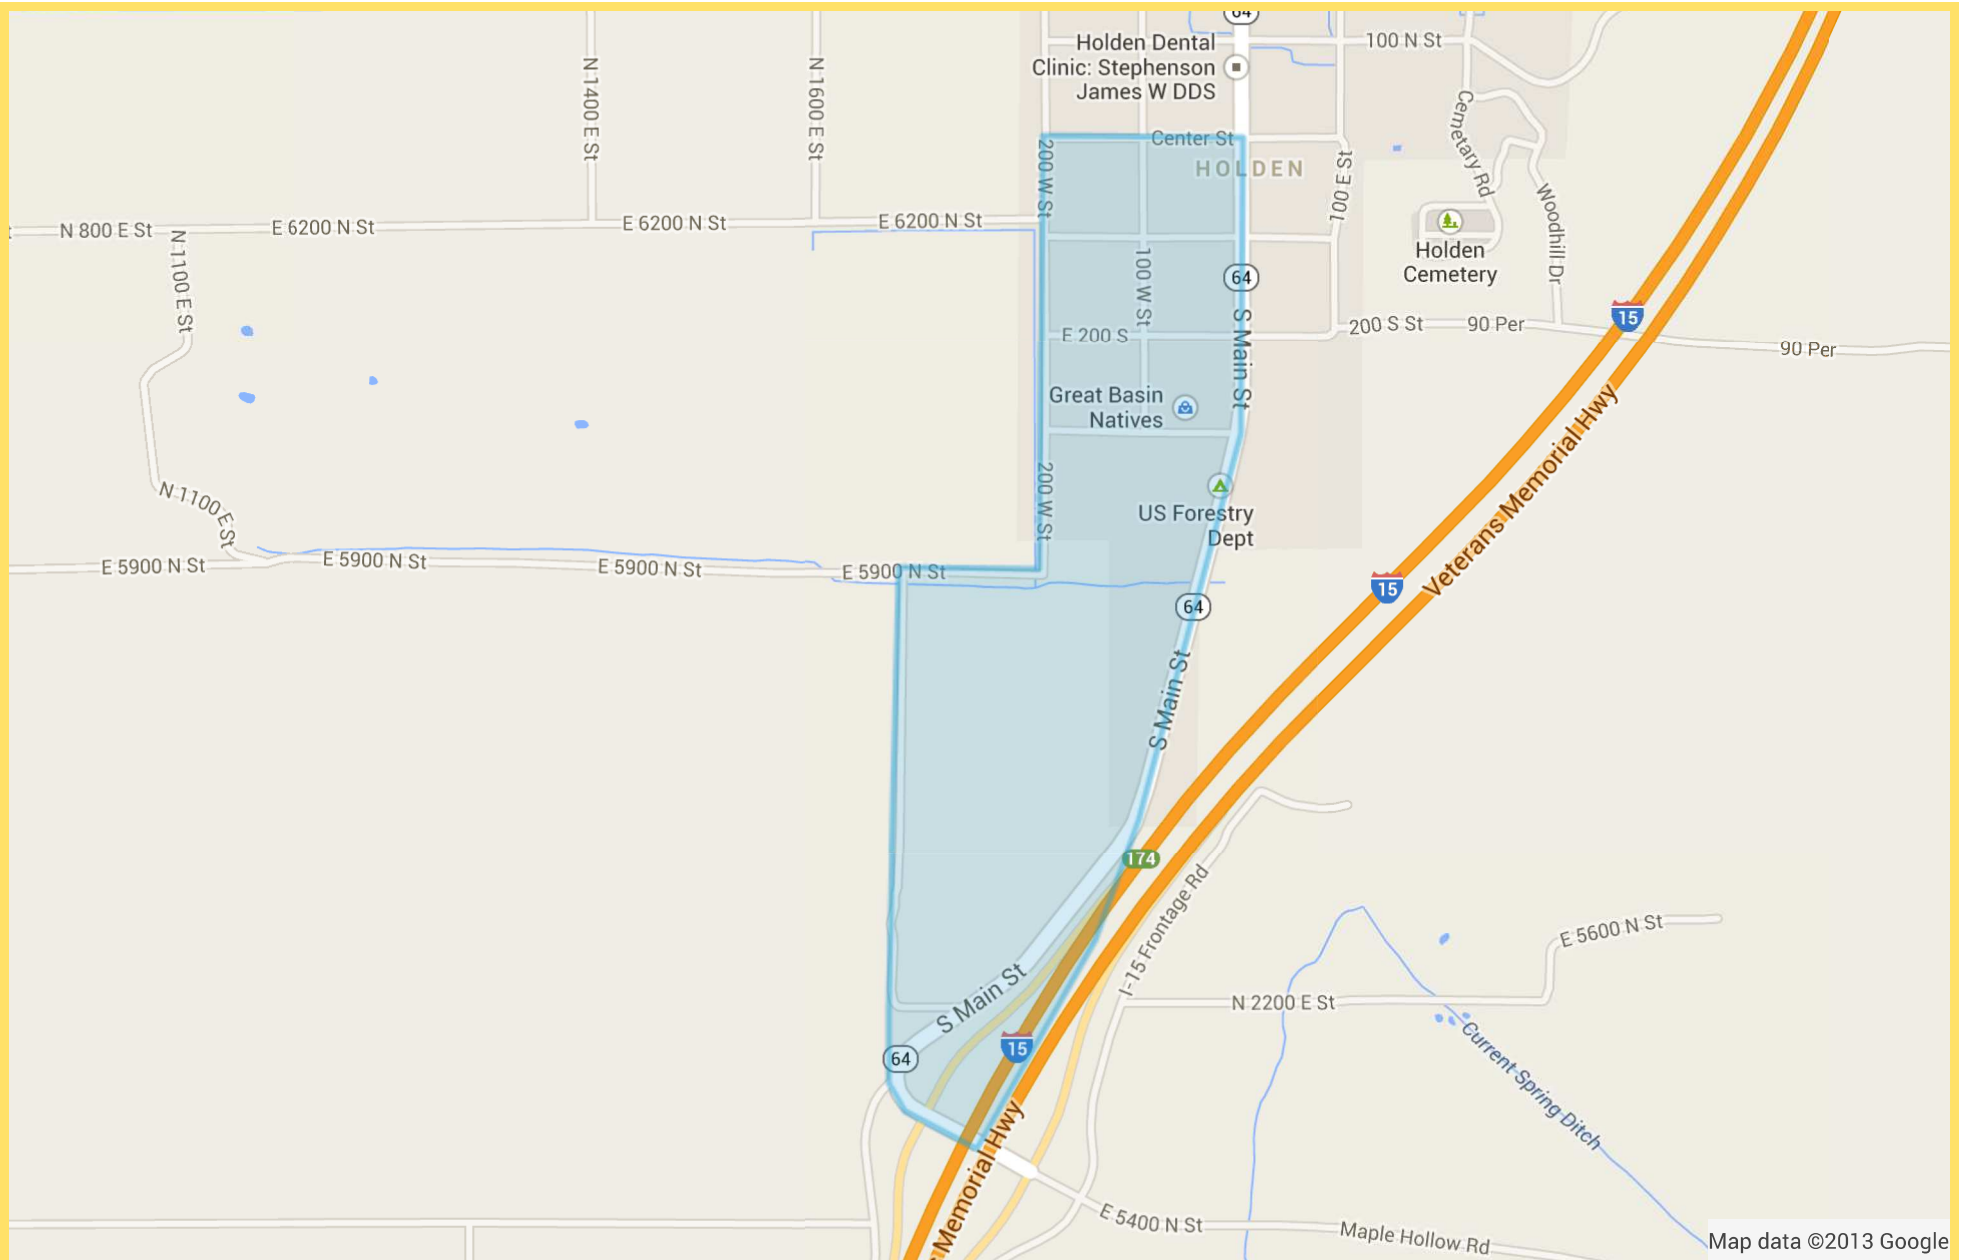 64
Holden Dental
Clinic: Stephenson
James W DDS
100 N St
N 1400 E St
N 1600 E St
Cemetary Rd
Center St
HOLDEN
200 W St
100 E St
Woodhill Dr
N 800 E St
E 6200 N St
E 6200 N St
E 6200 N St
N 1100 E St
Holden
Cemetery
100 W St
64
S Main St
15
200 S St
90 Per
90 Per
E 200 S
Great Basin
Natives
Veterans Memorial Hwy
200 W St
N 1100 E St
US Forestry
Dept
E 5900 N St
E 5900 N St
E 5900 N St
E 5900 N St
15
64
S Main St
174
I-15 Frontage Rd
E 5600 N St
S Main St
N 2200 E St
15
64
Current Spring Ditch
Memorial Hwy
E 5400 N St
Maple Hollow Rd
Map data ©2013 Google